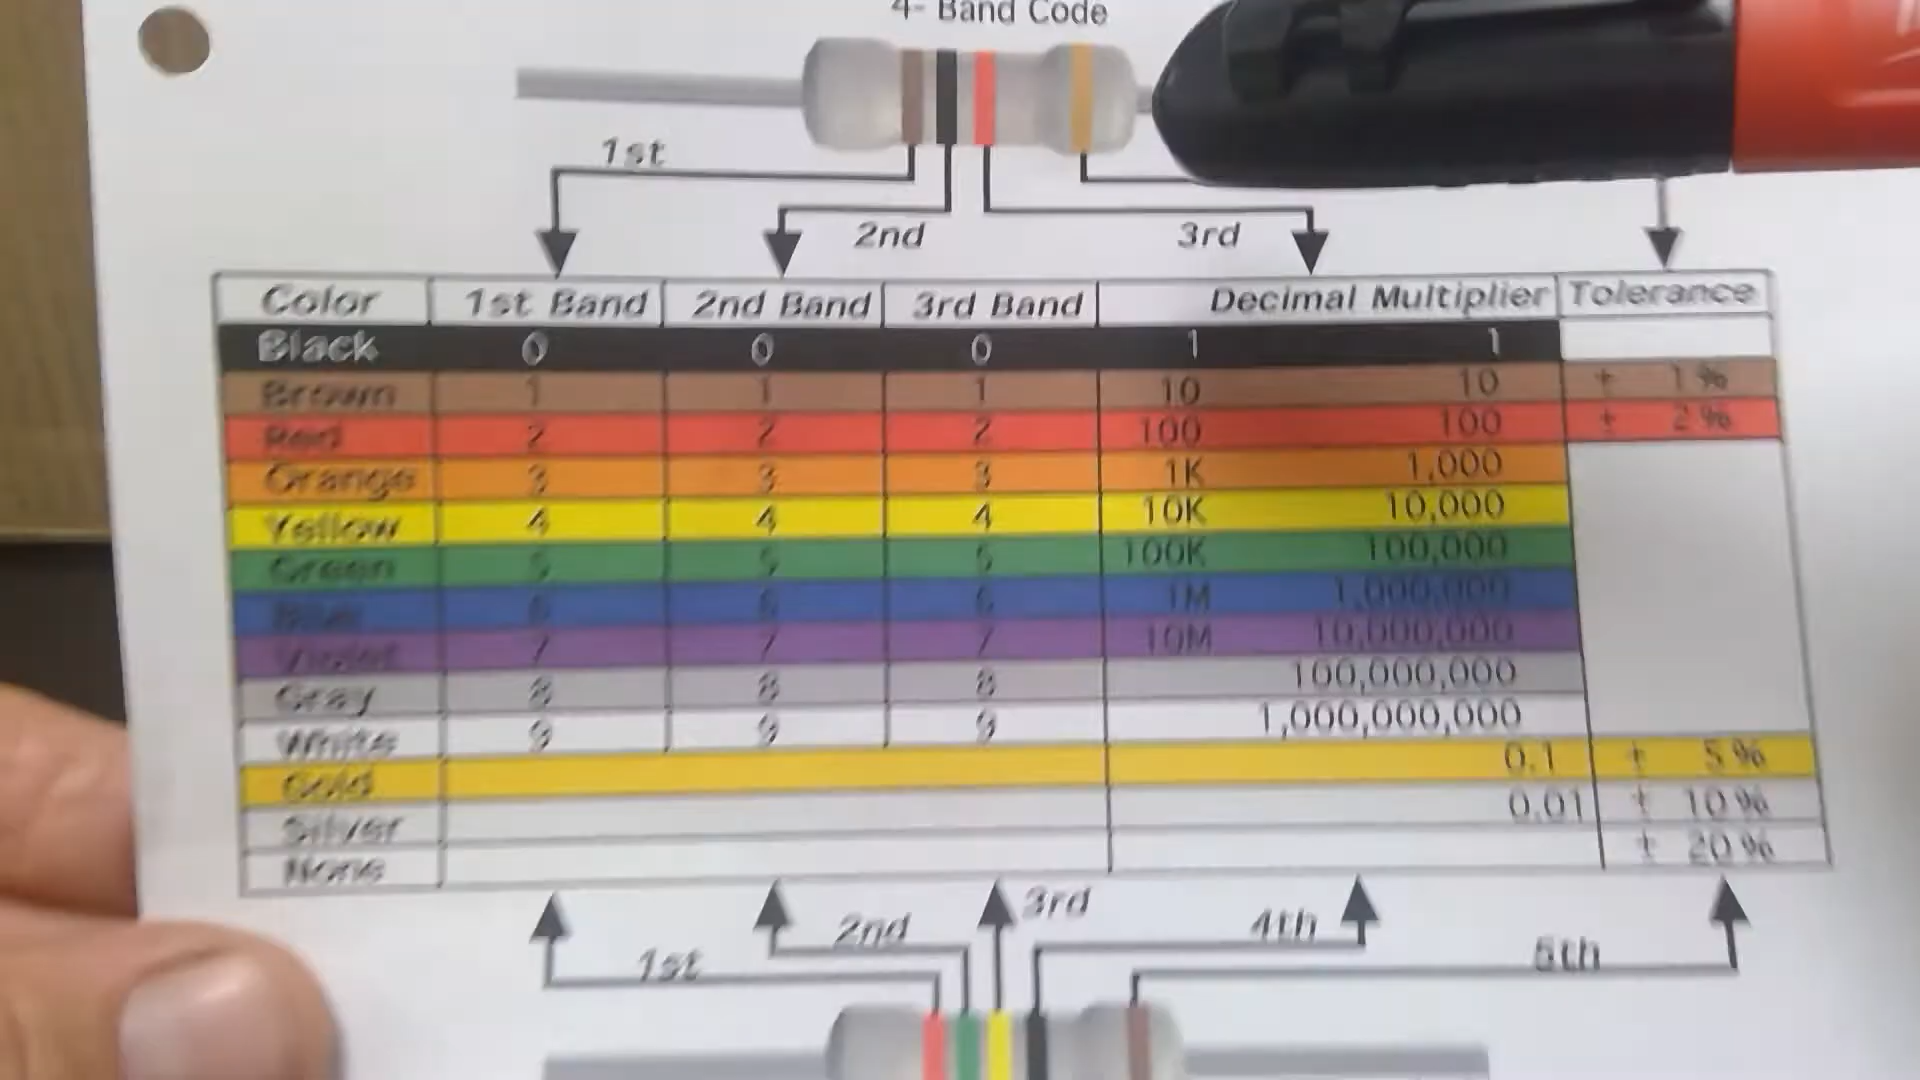 4- Band Code
1st
2nd 3rd
Color 1st Band 2nd Band 3rd Band Decimal Multiplier Tolerance
Black 0 0 0 1 1
Brown 1 1 1 10 10 ± 1%
Red 2 2 2 100 100 ± 2%
Orange 3 3 3 1K 1,000
Yellow 4 4 4 10K 10,000
Green 5 5 5 100K 100,000
Blue 6 6 6 1M 1,000,000
Violet 7 7 7 10M 10,000,000
Gray 8 8 8 100,000,000
White 9 9 9 1,000,000,000
Gold 0.1 ± 5%
Silver 0.01 ± 10%
None ± 20%
1st 2nd 3rd 4th 5th